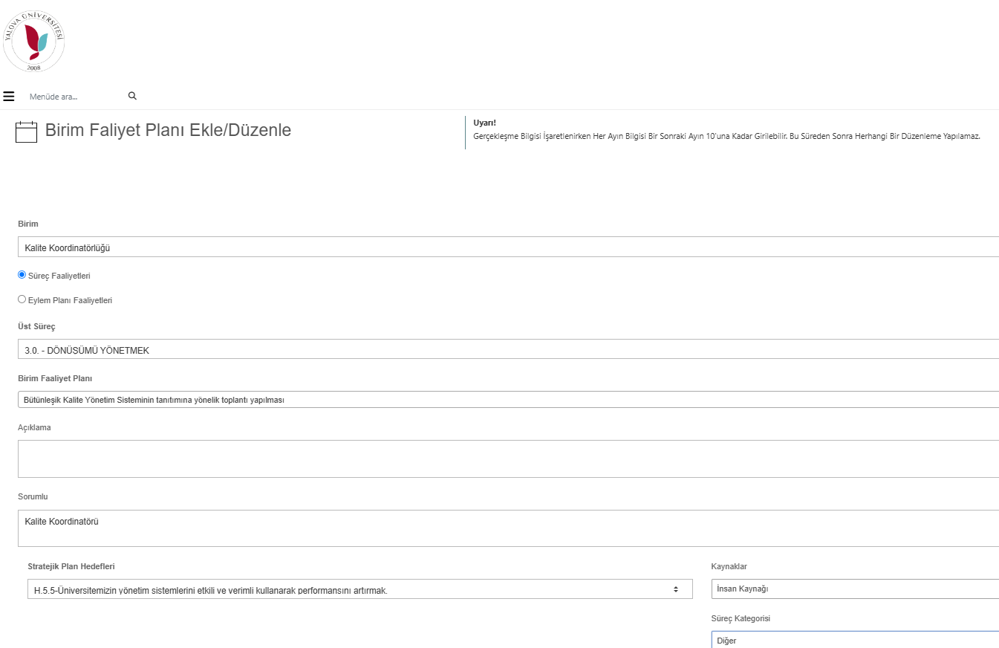 YALOVA ÜNİVERSİTESİ
2008
Menüde ara...
Birim Faliyet Planı Ekle/Düzenle
Uyarı!
Gerçekleşme Bilgisi İşaretlenirken Her Ayın Bilgisi Bir Sonraki Ayın 10'una Kadar Girilebilir. Bu Süreden Sonra Herhangi Bir Düzenleme Yapılamaz.
Birim
Kalite Koordinatörlüğü
Süreç Faaliyetleri
Eylem Planı Faaliyetleri
Üst Süreç
3.0. - DÖNÜŞÜMÜ YÖNETMEK
Birim Faaliyet Planı
Bütünleşik Kalite Yönetim Sisteminin tanıtımına yönelik toplantı yapılması
Açıklama
Sorumlu
Kalite Koordinatörü
Stratejik Plan Hedefleri
H.5.5-Üniversitemizin yönetim sistemlerini etkili ve verimli kullanarak performansını artırmak.
Kaynaklar
İnsan Kaynağı
Süreç Kategorisi
Diğer